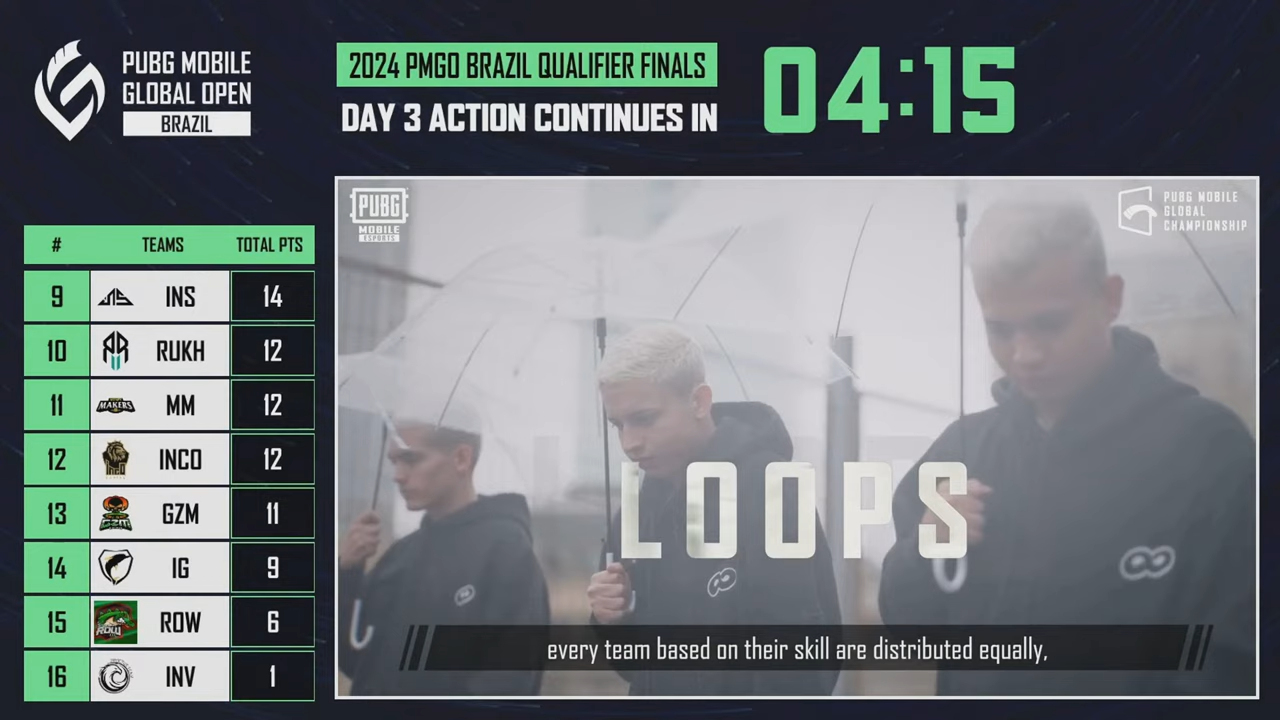 PUBG MOBILE
GLOBAL OPEN
BRAZIL
2024 PMGO BRAZIL QUALIFIER FINALS
DAY 3 ACTION CONTINUES IN
04:15
# TEAMS TOTAL PTS
9 INS 14
10 RUKH 12
11 MAKERS MM 12
12 INCO INCO 12
13 GZM GZM 11
14 IG 9
15 ROW ROW 6
16 INV 1
PUBG
MOBILE
ESPORTS
PUBG MOBILE
GLOBAL
CHAMPIONSHIP
LOOPS
every team based on their skill are distributed equally,